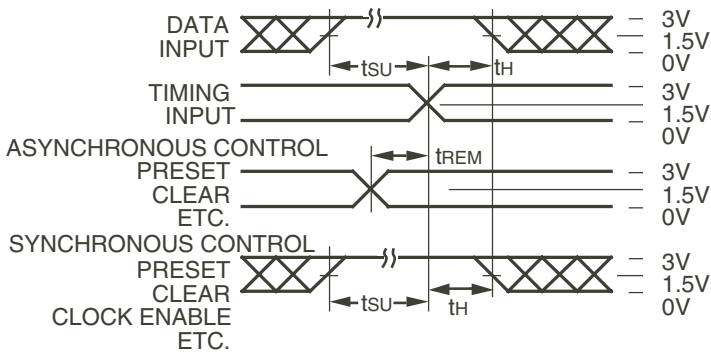 DATA
INPUT
3V
1.5V
0V
tSU
tH
TIMING
INPUT
3V
1.5V
0V
ASYNCHRONOUS CONTROL
tREM
PRESET
CLEAR
ETC.
3V
1.5V
0V
SYNCHRONOUS CONTROL
PRESET
CLEAR
CLOCK ENABLE
ETC.
3V
1.5V
0V
tSU
tH